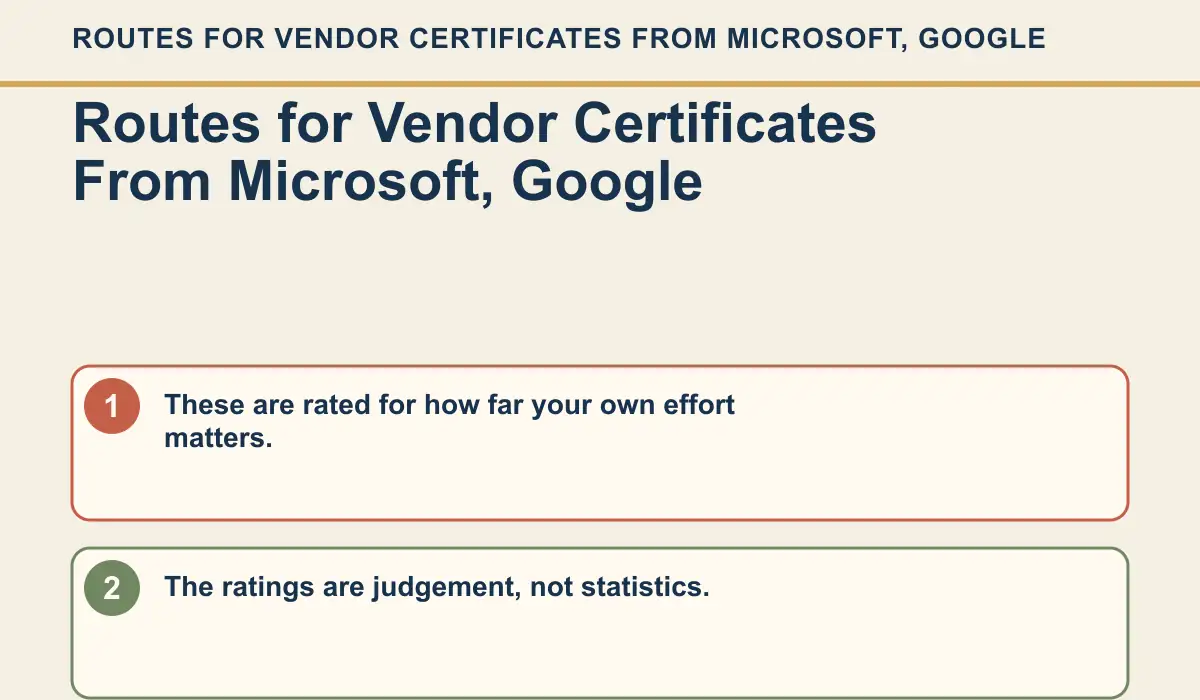 ROUTES FOR VENDOR CERTIFICATES FROM MICROSOFT, GOOGLE
Routes for Vendor Certificates
From Microsoft, Google
1
These are rated for how far your own effort
matters.
2
The ratings are judgement, not statistics.